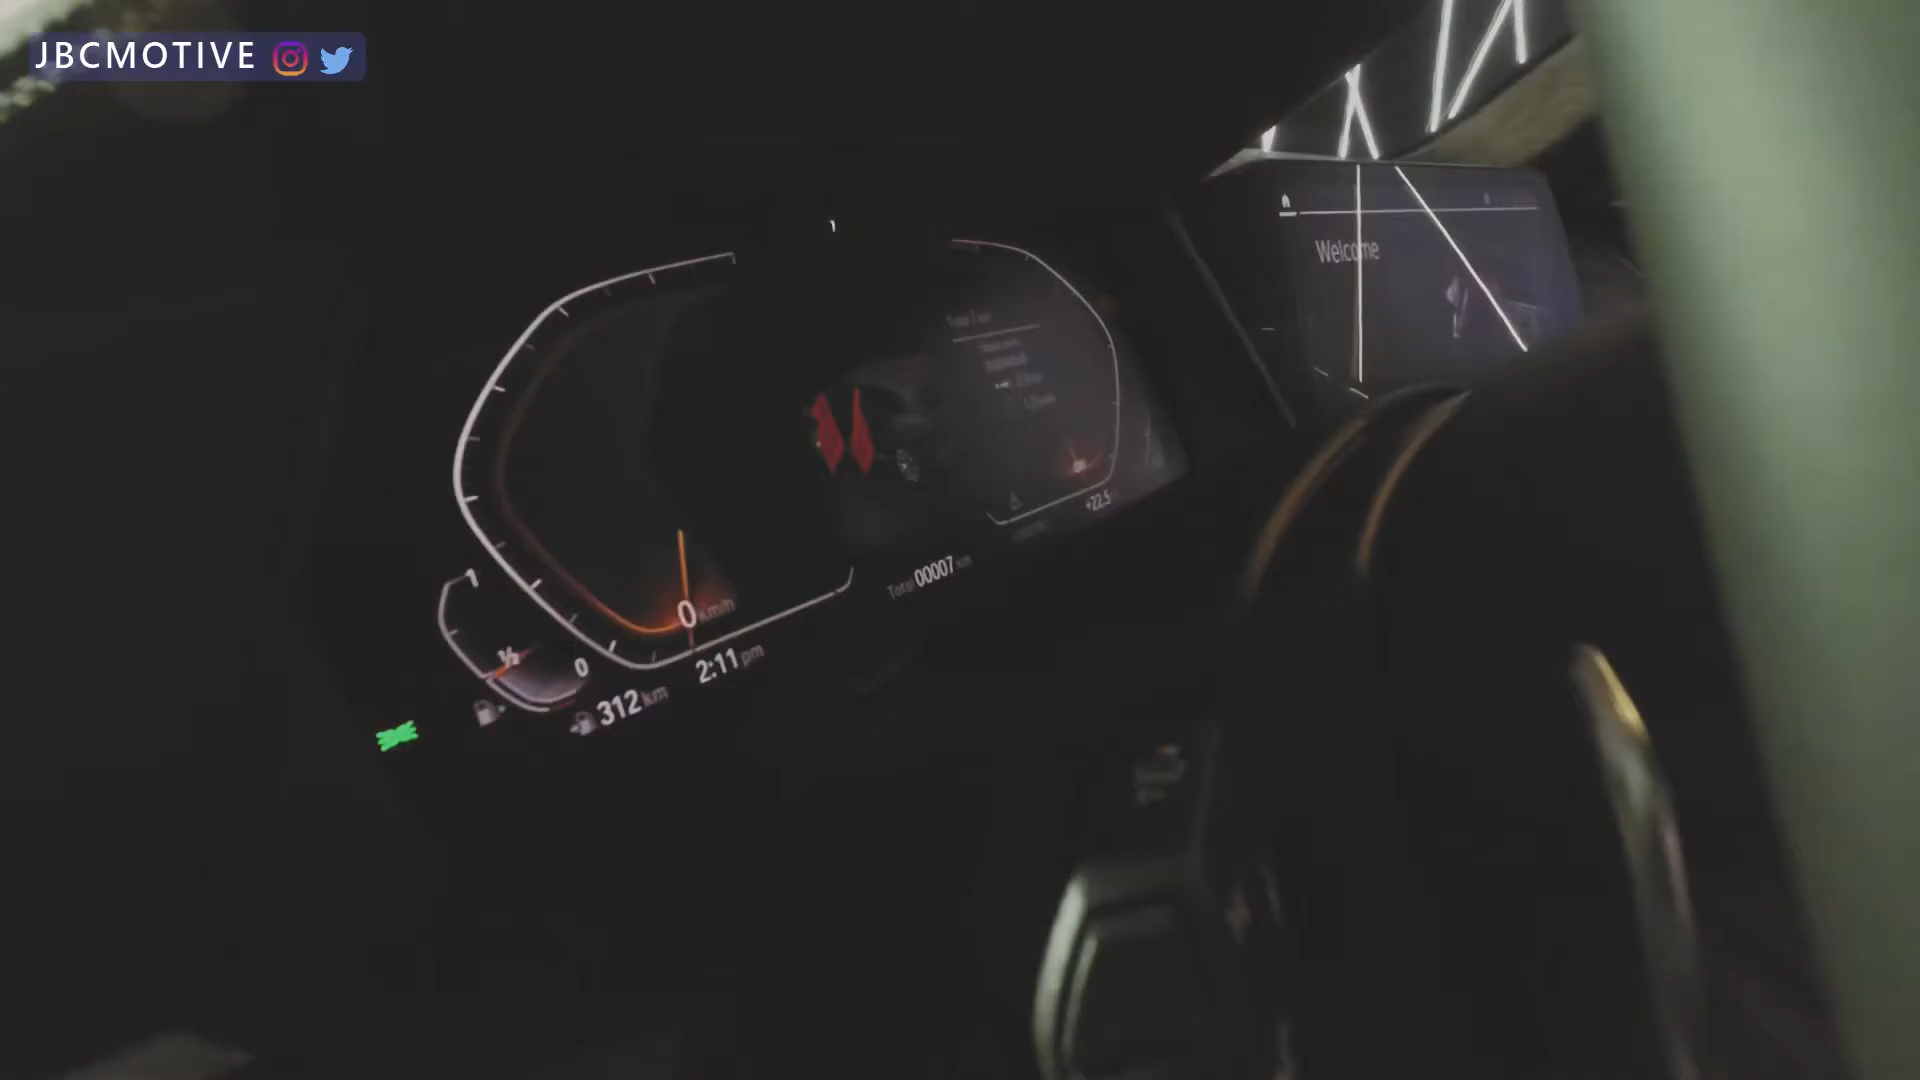 JBCMOTIVE
Welcome
+22.5
Total 00007 km
0 km/h
2:11 pm
1
½
0
312 km